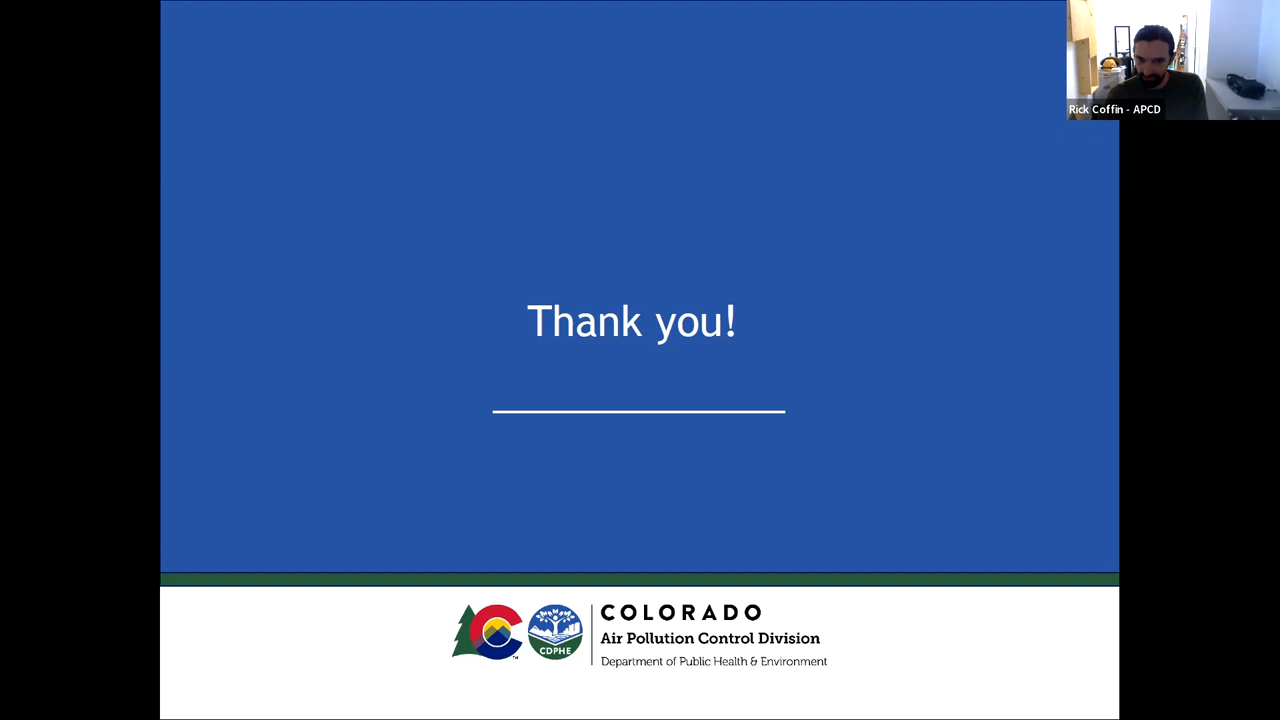 Rick Coffin - APCD
Thank you!
CDPHE
COLORADO
Air Pollution Control Division
Department of Public Health & Environment